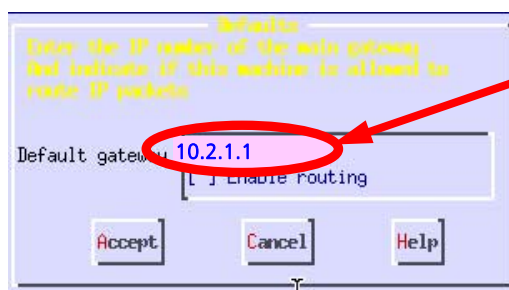 Defaults
Enter the IP number of the main gateway
And indicate if this machine is allowed to
route IP packets
Default gateway 10.2.1.1
[ ] Enable routing
Accept Cancel Help